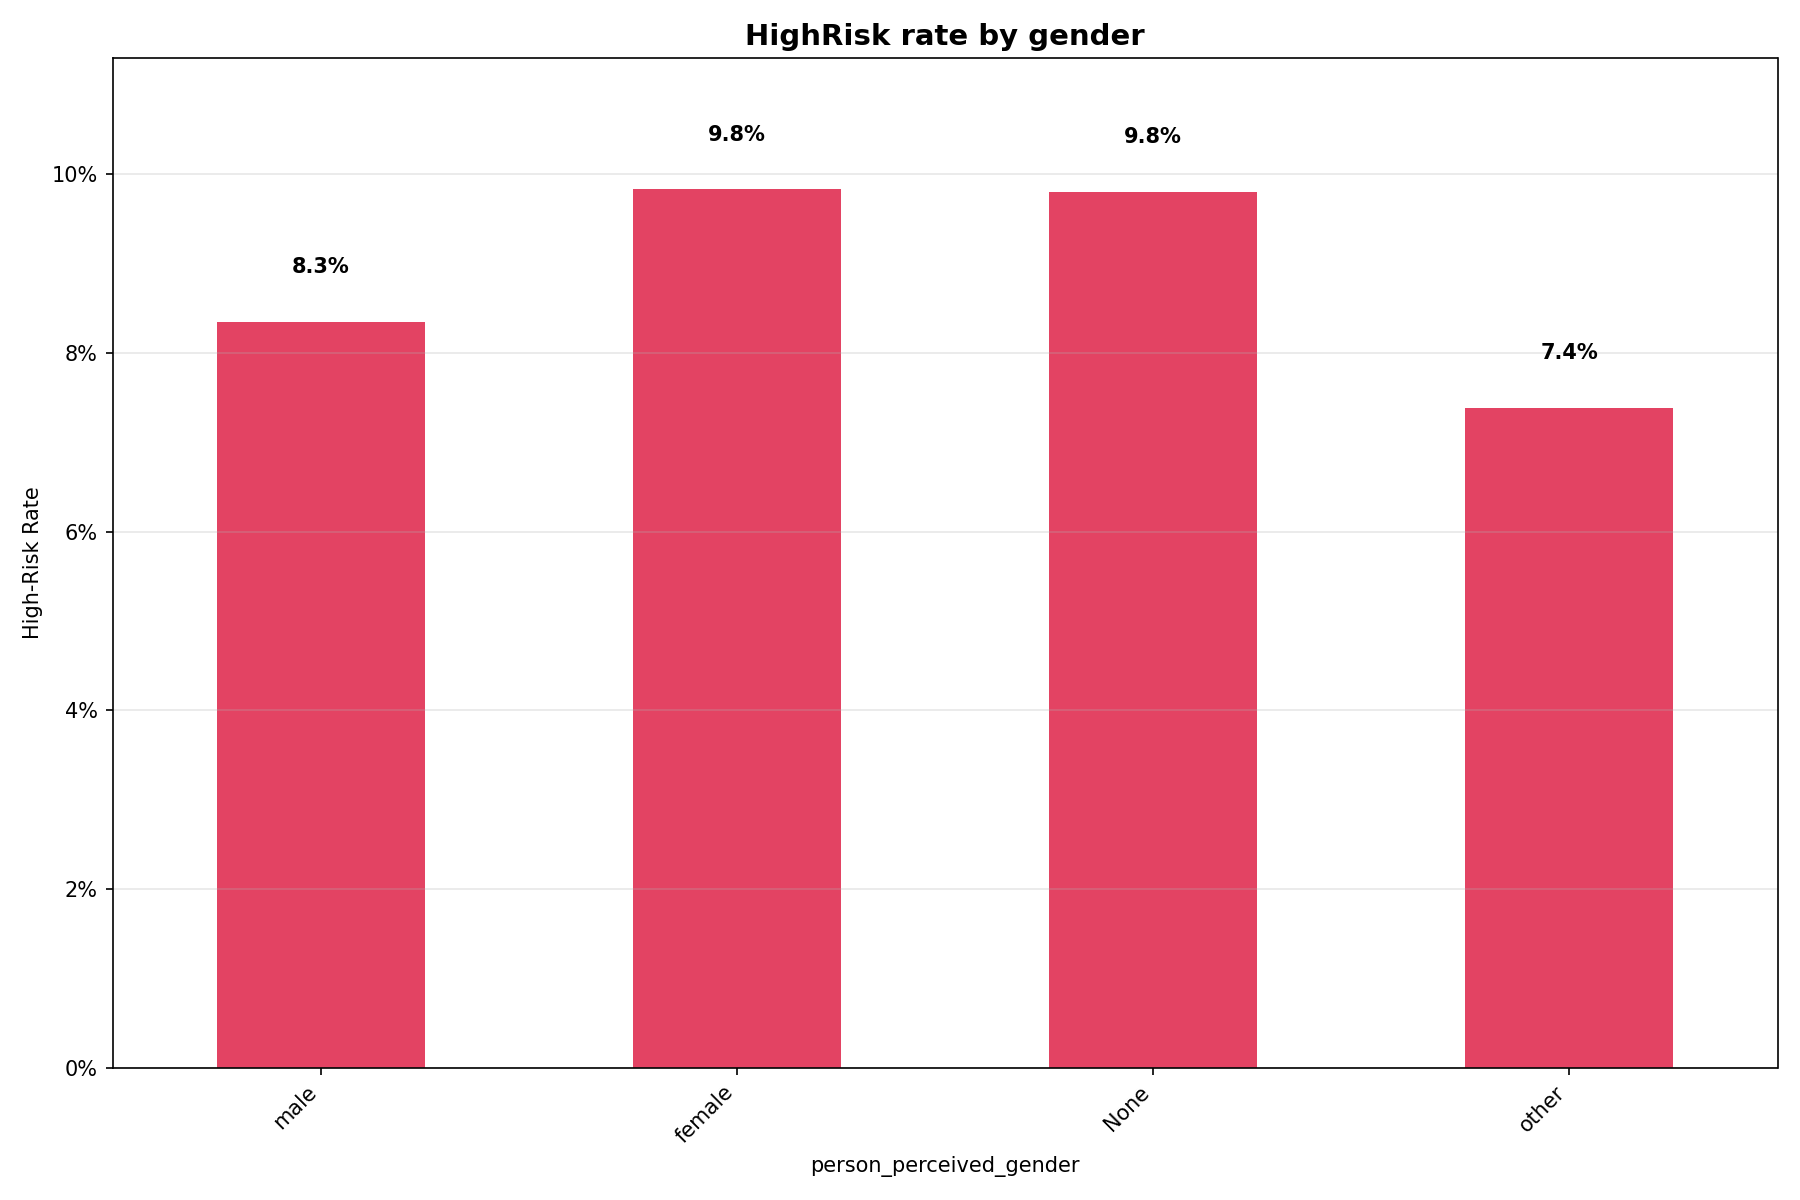 HighRisk rate by gender
High-Risk Rate
10%
8%
6%
4%
2%
0%
8.3%
9.8%
9.8%
7.4%
male
female
None
other
person_perceived_gender